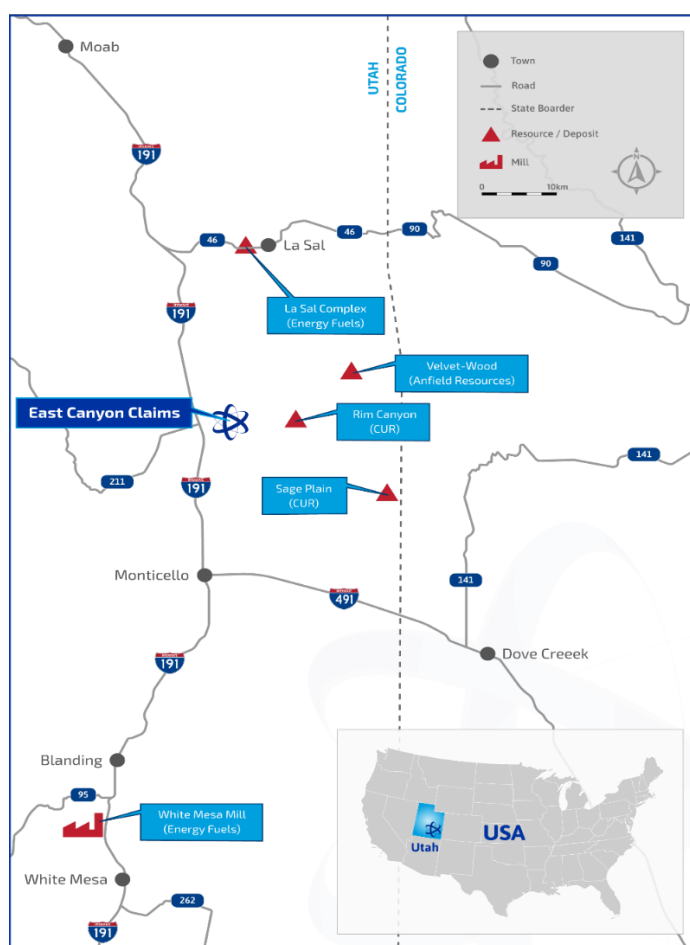 Moab
UTAH
COLORADO
Town
Road
State Boarder
Resource / Deposit
Mill
N
0
10km
191
46
La Sal
46
90
141
90
191
La Sal Complex
(Energy Fuels)
Velvet-Wood
(Anfield Resources)
East Canyon Claims
Rim Canyon
(CUR)
211
191
Sage Plain
(CUR)
141
Monticello
141
491
191
Dove Creeek
Blanding
95
White Mesa Mill
(Energy Fuels)
White Mesa
262
191
USA
Utah